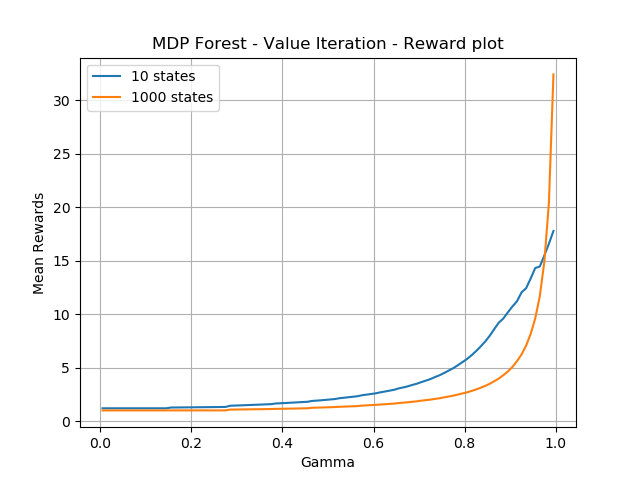 MDP Forest - Value Iteration - Reward plot
10 states
1000 states
30
25
20
15
10
5
0
Mean Rewards
0.0 0.2 0.4 0.6 0.8 1.0
Gamma